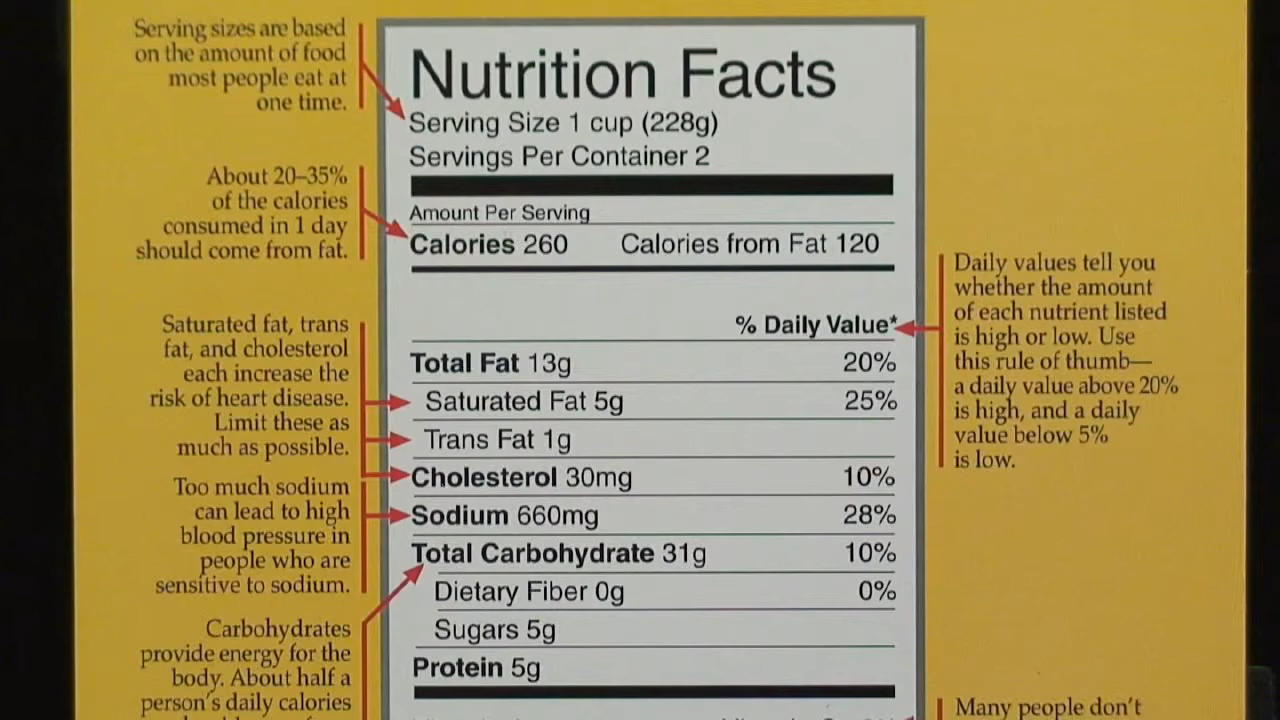 Serving sizes are based
on the amount of food
most people eat at
one time.
About 20–35%
of the calories
consumed in 1 day
should come from fat.
Saturated fat, trans
fat, and cholesterol
each increase the
risk of heart disease.
Limit these as
much as possible.
Too much sodium
can lead to high
blood pressure in
people who are
sensitive to sodium.
Carbohydrates
provide energy for the
body. About half a
person's daily calories
Nutrition Facts
Serving Size 1 cup (228g)
Servings Per Container 2
Amount Per Serving
Calories 260 Calories from Fat 120
% Daily Value*
Total Fat 13g 20%
Saturated Fat 5g 25%
Trans Fat 1g
Cholesterol 30mg 10%
Sodium 660mg 28%
Total Carbohydrate 31g 10%
Dietary Fiber 0g 0%
Sugars 5g
Protein 5g
Daily values tell you
whether the amount
of each nutrient listed
is high or low. Use
this rule of thumb—
a daily value above 20%
is high, and a daily
value below 5%
is low.
Many people don't